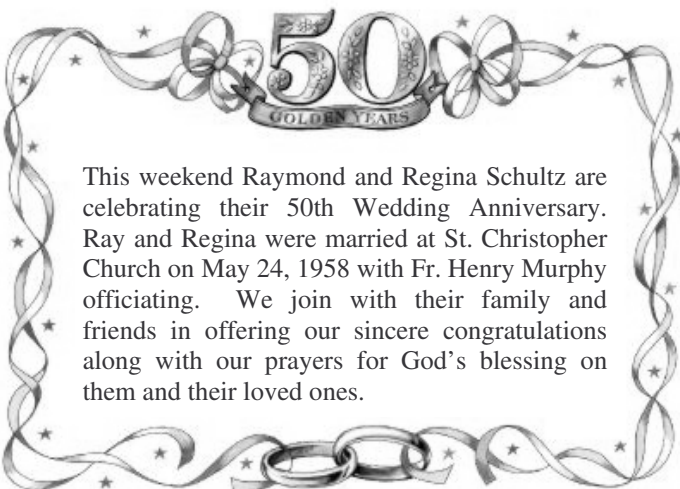 50
GOLDEN YEARS
This weekend Raymond and Regina Schultz are
celebrating their 50th Wedding Anniversary.
Ray and Regina were married at St. Christopher
Church on May 24, 1958 with Fr. Henry Murphy
officiating. We join with their family and
friends in offering our sincere congratulations
along with our prayers for God’s blessing on
them and their loved ones.